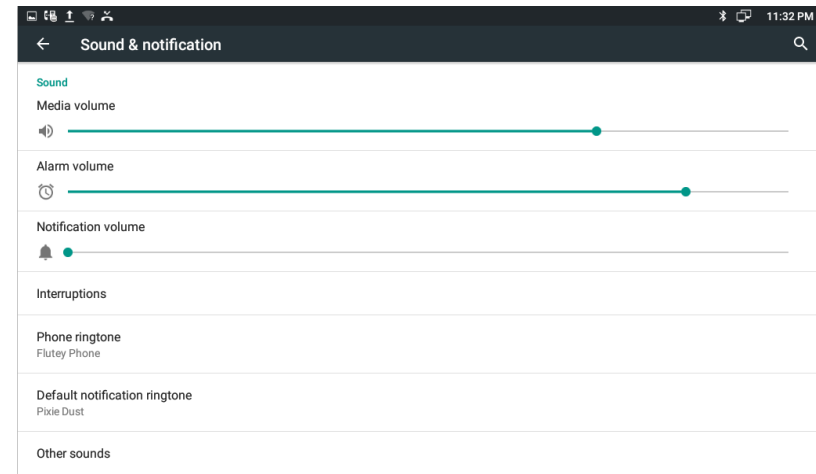 11:32 PM
Sound & notification
Sound
Media volume
Alarm volume
Notification volume
Interruptions
Phone ringtone
Flutey Phone
Default notification ringtone
Pixie Dust
Other sounds